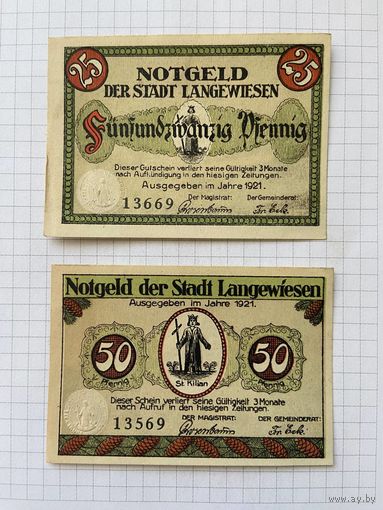 25 25
NOTGELD
DER STADT LANGEWIESEN
Fünfundzwanzig Pfennig
Dieser Gutschein verliert seine Gültigkeit 3 Monate
nach Aufkündigung in den hiesigen Zeitungen.
Ausgegeben im Jahre 1921.
Der Magistrat: Der Gemeinderat:
13669
Notgeld der Stadt Langewiesen
Ausgegeben im Jahre 1921.
50 50
Pfennig Pfennig
St. Kilian
Dieser Schein verliert seine Gültigkeit 3 Monate
nach Aufruf in den hiesigen Zeitungen.
DER MAGISTRAT: DER GEMEINDERAT:
13569
ay.by